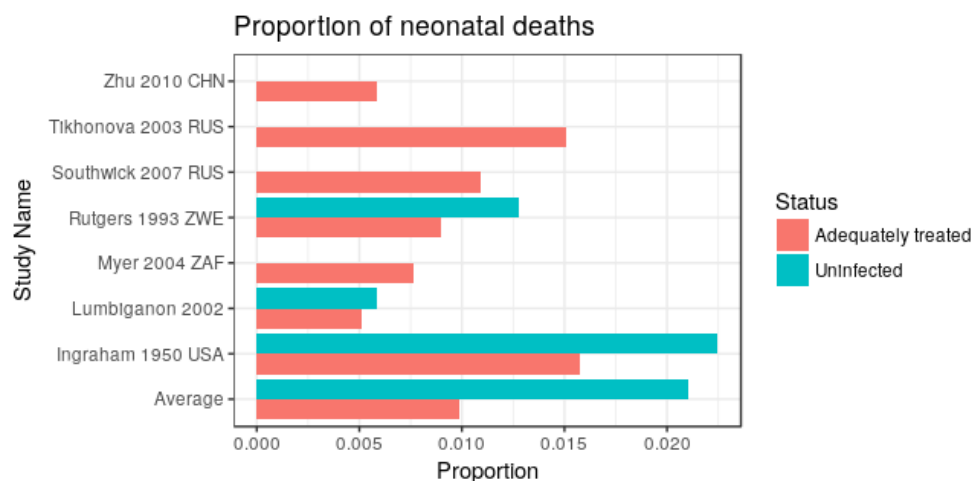 Proportion of neonatal deaths
Study Name
Zhu 2010 CHN
Tikhonova 2003 RUS
Southwick 2007 RUS
Rutgers 1993 ZWE
Myer 2004 ZAF
Lumbiganon 2002
Ingraham 1950 USA
Average
0.000 0.005 0.010 0.015 0.020
Proportion
Status
Adequately treated
Uninfected